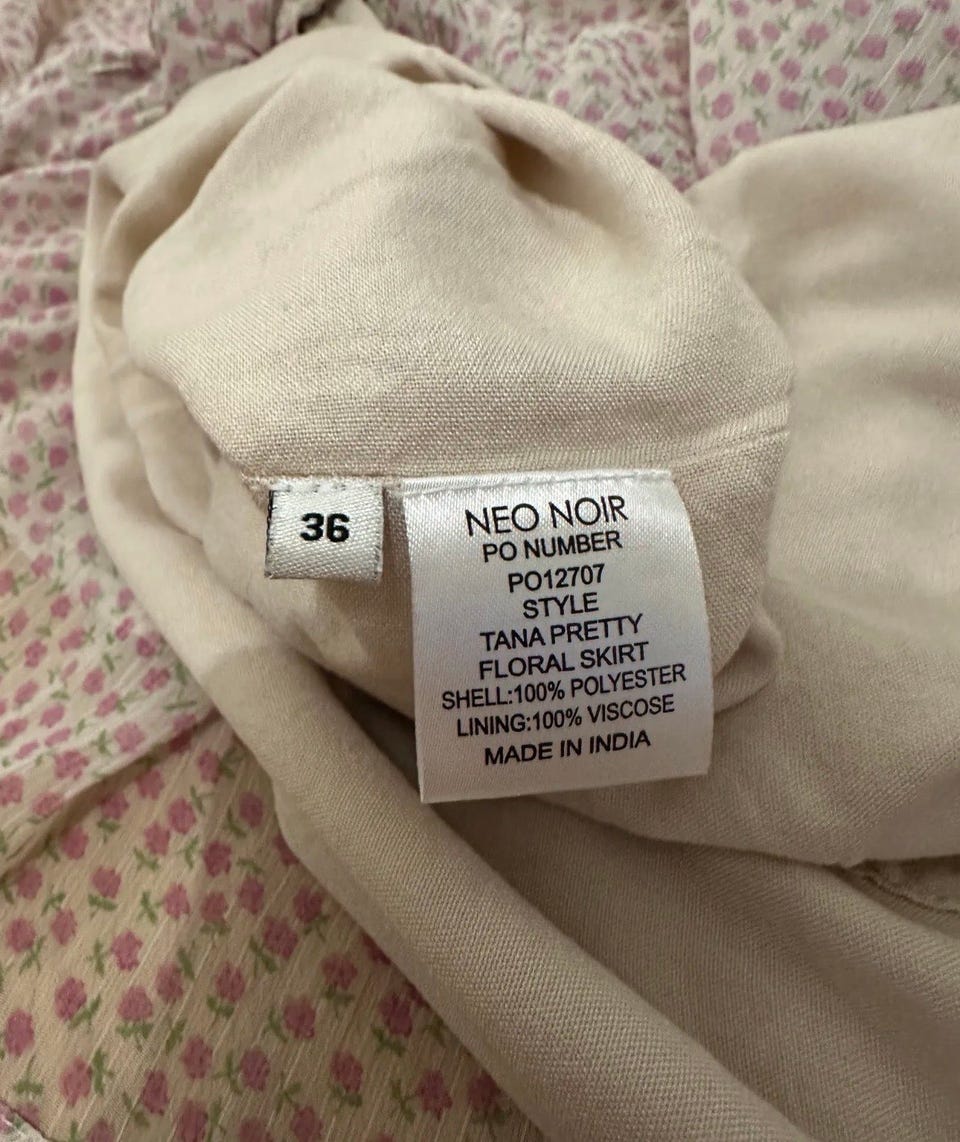 36
NEO NOIR
PO NUMBER
PO12707
STYLE
TANA PRETTY
FLORAL SKIRT
SHELL:100% POLYESTER
LINING:100% VISCOSE
MADE IN INDIA